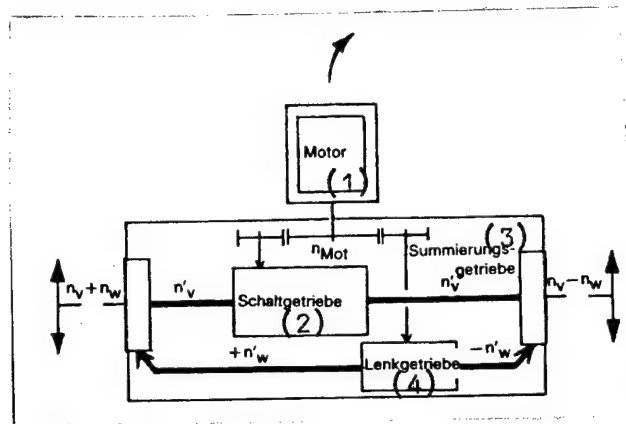 Motor
(1)
(3)
n_Mot
Summierungs-
getriebe
n_v+n_w
n'_v
n'_v
n_v−n_w
Schaltgetriebe
(2)
+n'_w
Lenkgetriebe
−n'_w
(4)